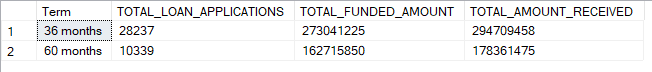 Term TOTAL_LOAN_APPLICATIONS TOTAL_FUNDED_AMOUNT TOTAL_AMOUNT_RECEIVED
1 36 months 28237 273041225 294709458
2 60 months 10339 162715850 178361475